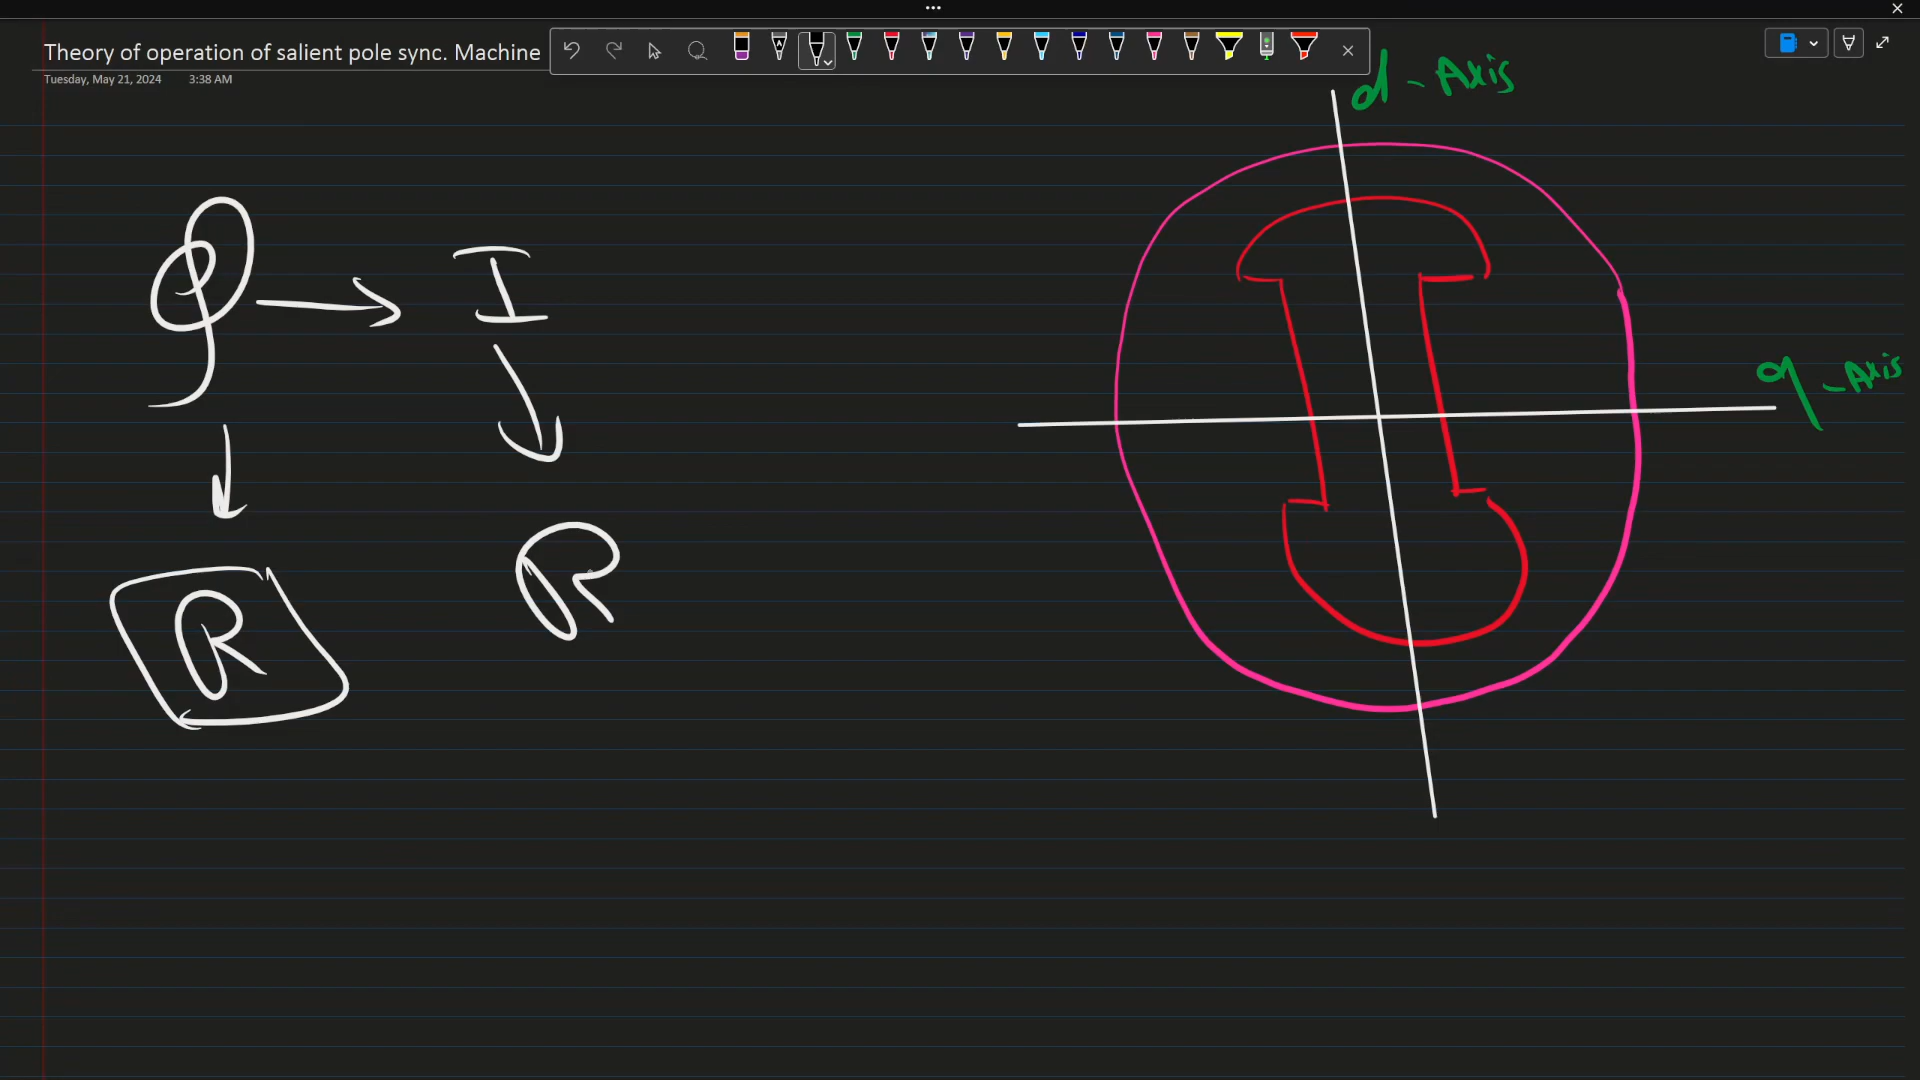 Theory of operation of salient pole sync. Machine
Tuesday, May 21, 2024 3:38 AM
d - Axis
q - Axis
φ
I
R
R